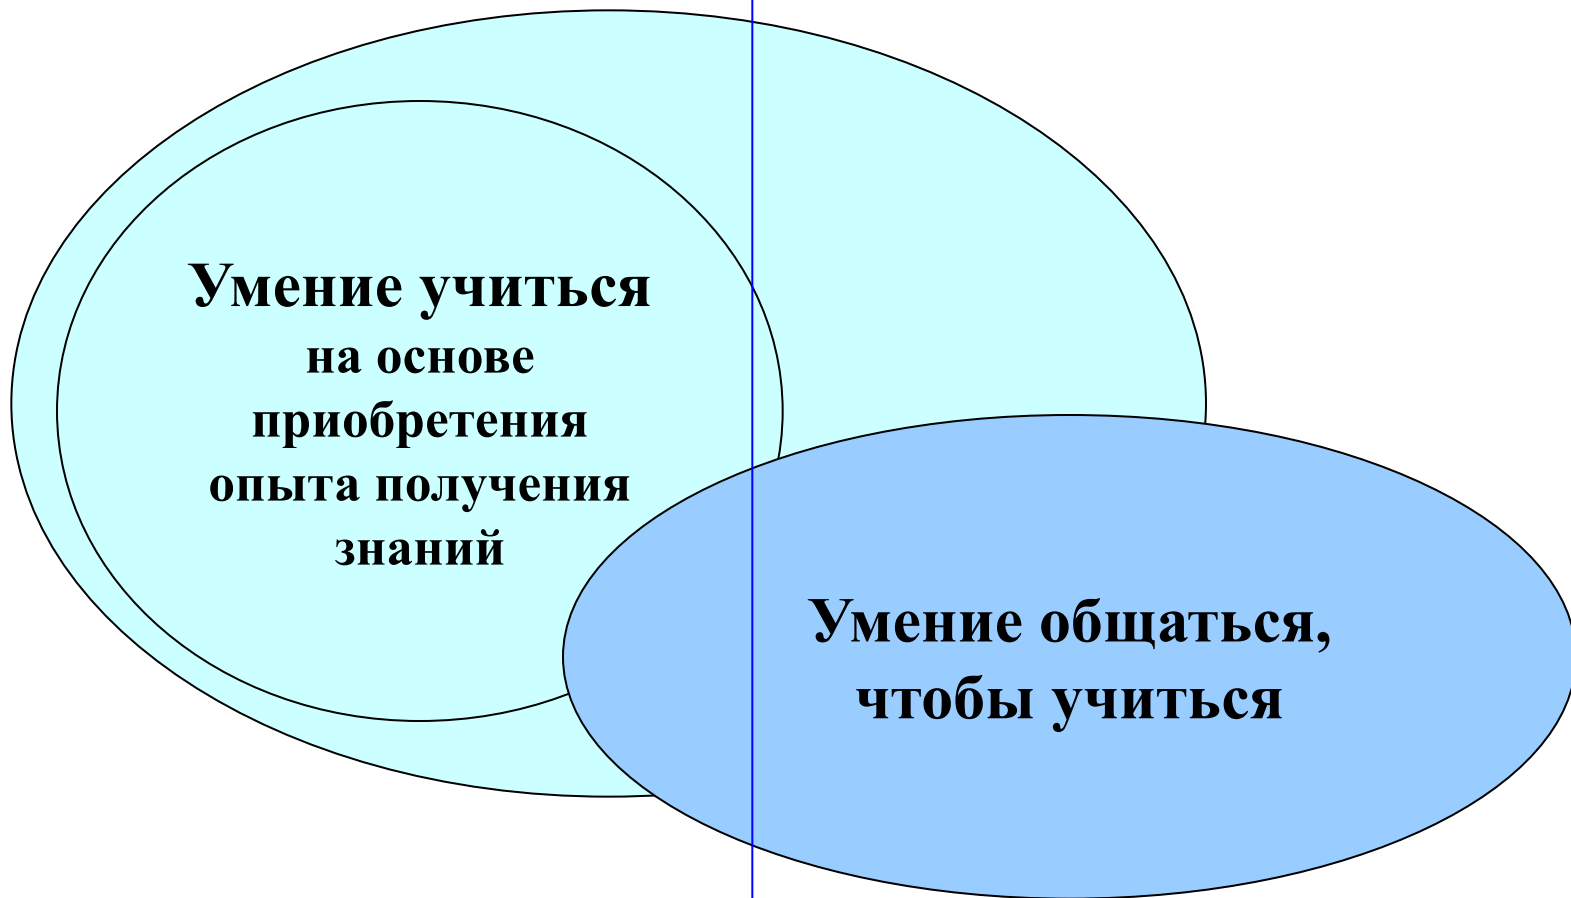 Умение учиться
на основе
приобретения
опыта получения
знаний
Умение общаться,
чтобы учиться